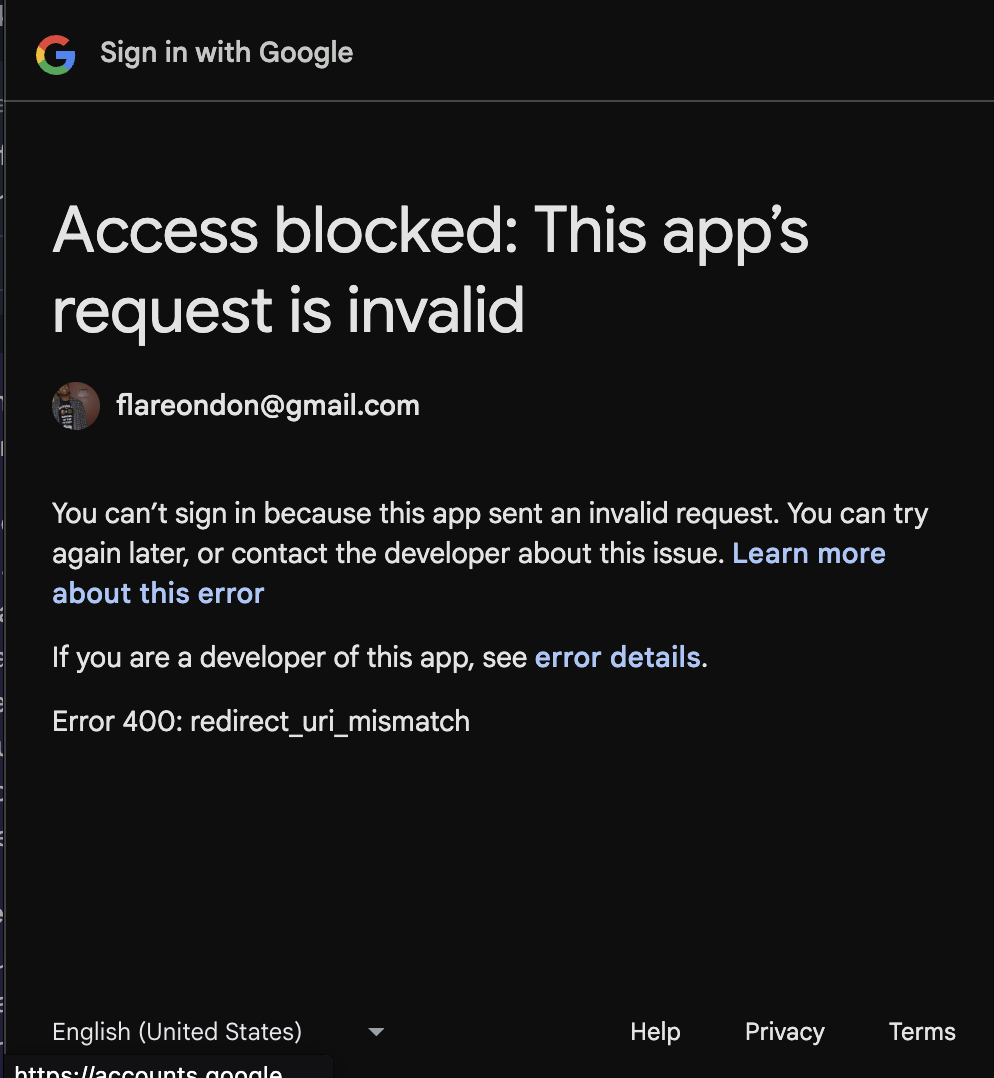 Sign in with Google
Access blocked: This app’s
request is invalid
flareondon@gmail.com
You can’t sign in because this app sent an invalid request. You can try
again later, or contact the developer about this issue. Learn more
about this error
If you are a developer of this app, see error details.
Error 400: redirect_uri_mismatch
English (United States)
Help Privacy Terms
https://accounts.google